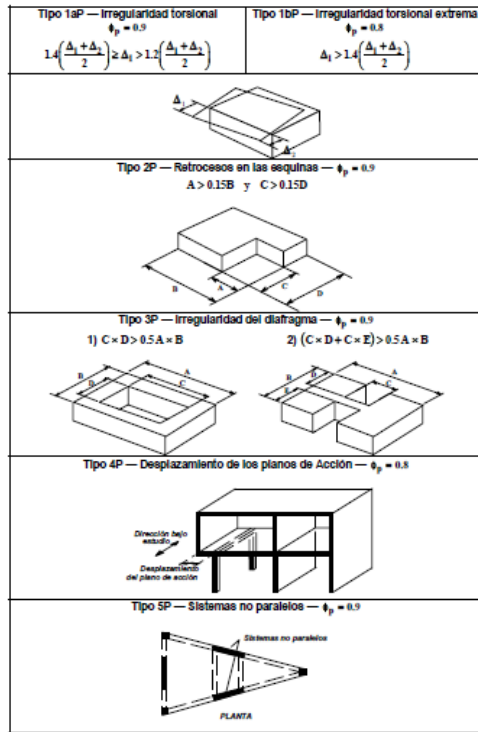 Tipo 1aP — Irregularidad torsional
ϕp = 0.9
1.4((Δ1+Δ2)/2) ≥ Δ1 > 1.2((Δ1+Δ2)/2)
Tipo 1bP — Irregularidad torsional extrema
ϕp = 0.8
Δ1 > 1.4((Δ1+Δ2)/2)
Δ1
Δ2
Tipo 2P — Retrocesos en las esquinas — ϕp = 0.9
A > 0.15B y C > 0.15D
B
A
C
D
Tipo 3P — Irregularidad del diafragma — ϕp = 0.9
1) C × D > 0.5 A × B
2) (C × D + C × E) > 0.5 A × B
B
D
A
C
B
D
E
A
C
Tipo 4P — Desplazamiento de los planos de Acción — ϕp = 0.8
Dirección bajo
estudio
Desplazamiento
del plano de acción
Tipo 5P — Sistemas no paralelos — ϕp = 0.9
Sistemas no paralelos
PLANTA